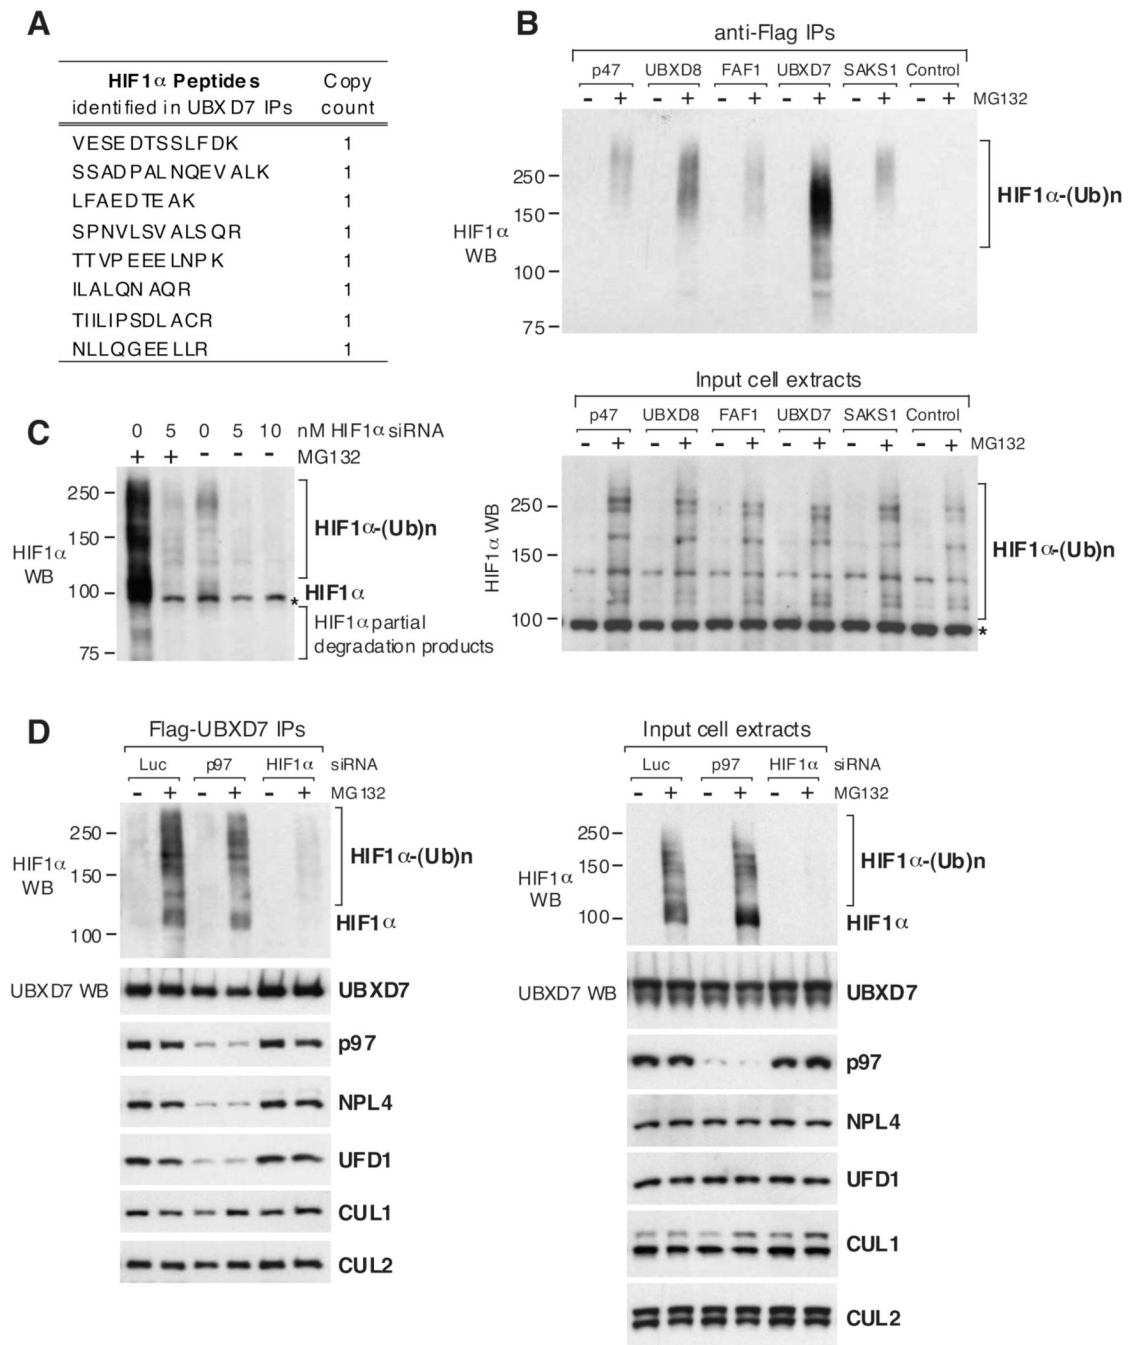 A
HIF1α Peptides
identified in UBXD7 IPs
Copy
count
VESEDTSSLFDK 1
SSADPALNQEVALK 1
LFAEDTEAK 1
SPNVLSVALSQR 1
TTVPEEELNPK 1
ILALQNAQR 1
TIILIPSDLACR 1
NLLQGEELLR 1
B
anti-Flag IPs
p47 UBXD8 FAF1 UBXD7 SAKS1 Control
- + - + - + - + - + - + MG132
250
150
100
75
HIF1α
WB
HIF1α-(Ub)n
Input cell extracts
p47 UBXD8 FAF1 UBXD7 SAKS1 Control
- + - + - + - + - + - + MG132
250
150
100
HIF1α WB
HIF1α-(Ub)n
*
C
0 5 0 5 10 nM HIF1α siRNA
+ + - - - MG132
250
150
100
75
HIF1α
WB
HIF1α-(Ub)n
HIF1α
*
HIF1α partial
degradation products
D
Flag-UBXD7 IPs
Luc p97 HIF1α siRNA
- + - + - + MG132
250
150
100
HIF1α
WB
HIF1α-(Ub)n
HIF1α
UBXD7 WB
UBXD7
p97
NPL4
UFD1
CUL1
CUL2
Input cell extracts
Luc p97 HIF1α siRNA
- + - + - + MG132
250
150
100
HIF1α
WB
HIF1α-(Ub)n
HIF1α
UBXD7 WB
UBXD7
p97
NPL4
UFD1
CUL1
CUL2